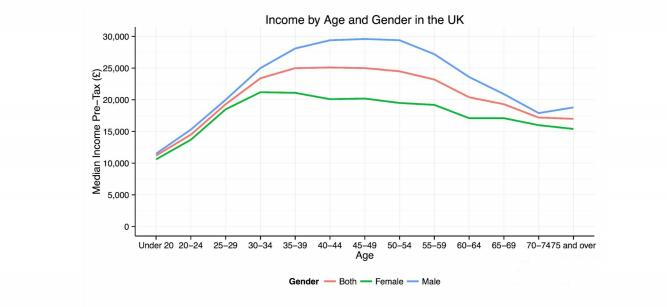 Income by Age and Gender in the UK
Median Income Pre−Tax (£)
30,000
25,000
20,000
15,000
10,000
5,000
0
Under 20 20−24 25−29 30−34 35−39 40−44 45−49 50−54 55−59 60−64 65−69 70−7475 and over
Age
Gender Both Female Male